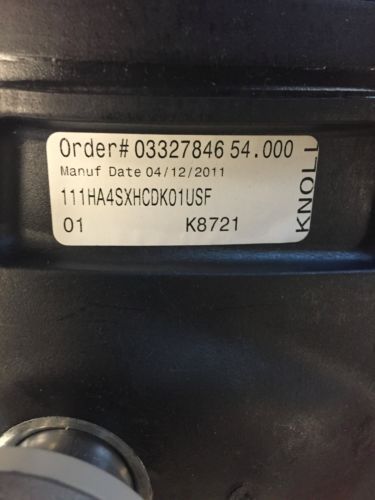 Order# 03327846 54.000
Manuf Date 04/12/2011
111HA4SXHCDK01USF
01 K8721
KNOLL